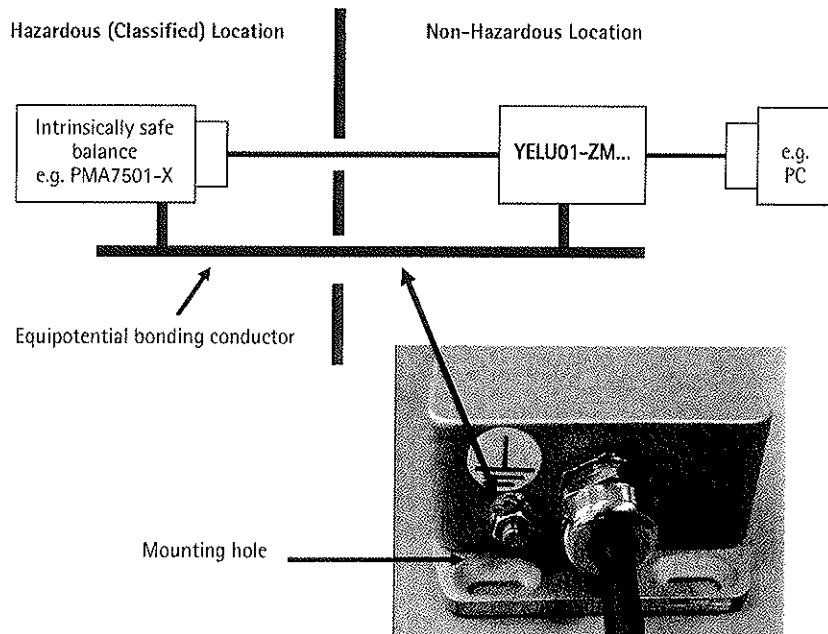 Hazardous (Classified) Location
Non-Hazardous Location
Intrinsically safe
balance
e.g. PMA7501-X
YELU01-ZM...
e.g.
PC
Equipotential bonding conductor
Mounting hole